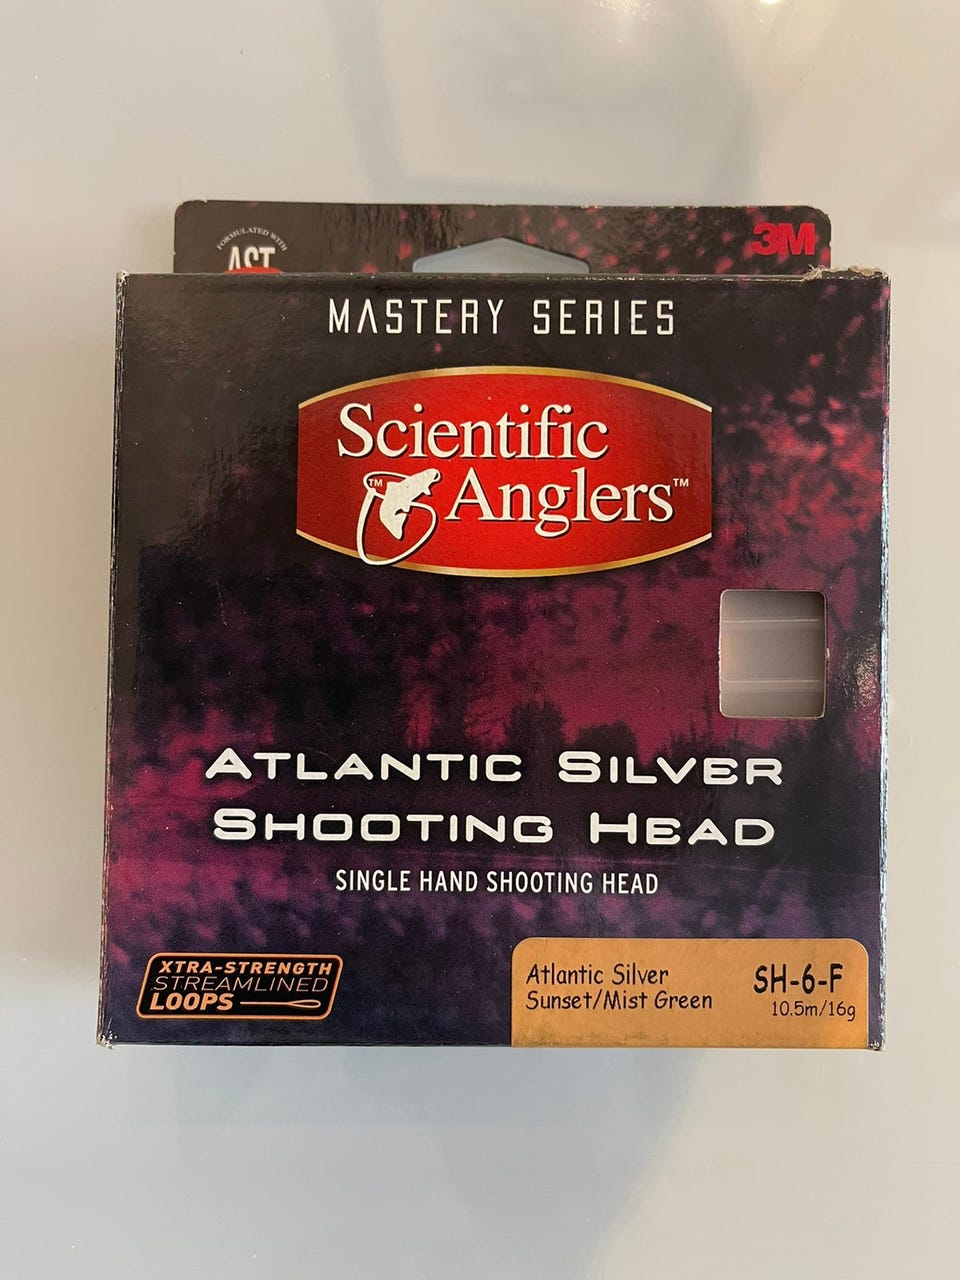 FORMULATED WITH
AST
3M
MASTERY SERIES
Scientific
™ Anglers™
ATLANTIC SILVER
SHOOTING HEAD
SINGLE HAND SHOOTING HEAD
XTRA-STRENGTH
STREAMLINED
LOOPS
Atlantic Silver
Sunset/Mist Green
SH-6-F
10.5m/16g